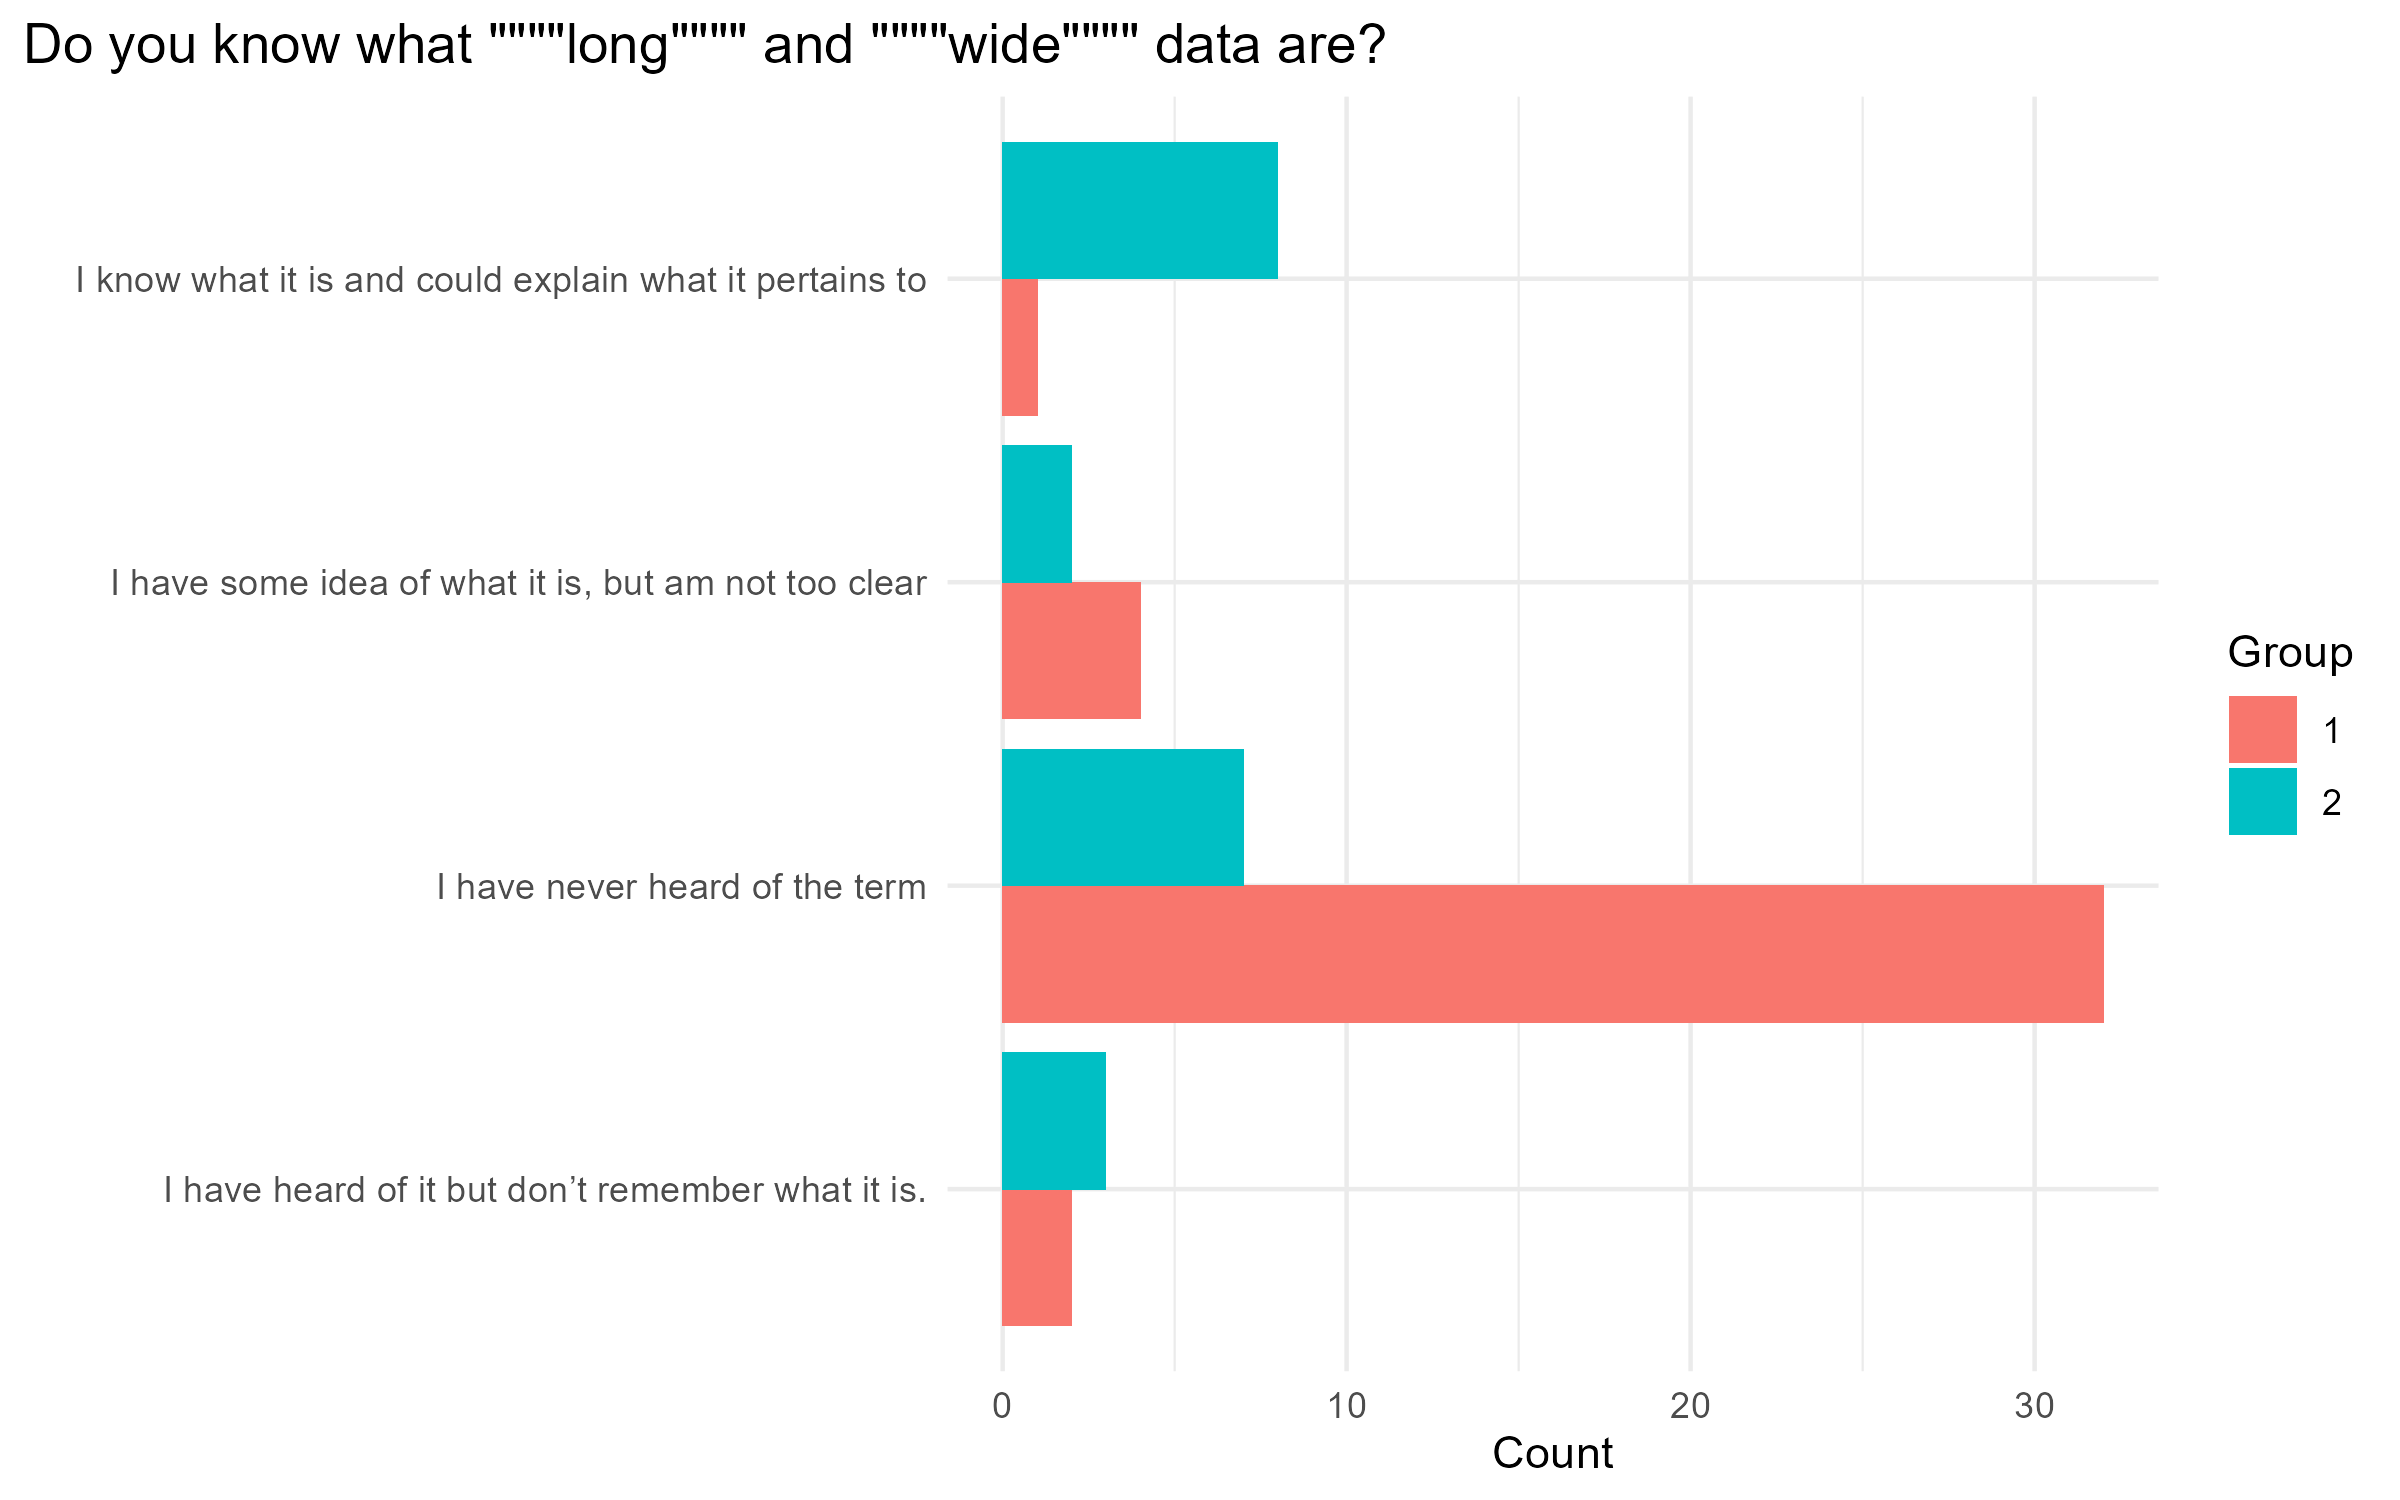 Do you know what """"long"""" and """"wide"""" data are?
I know what it is and could explain what it pertains to
I have some idea of what it is, but am not too clear
I have never heard of the term
I have heard of it but don’t remember what it is.
0 10 20 30
Count
Group
1
2